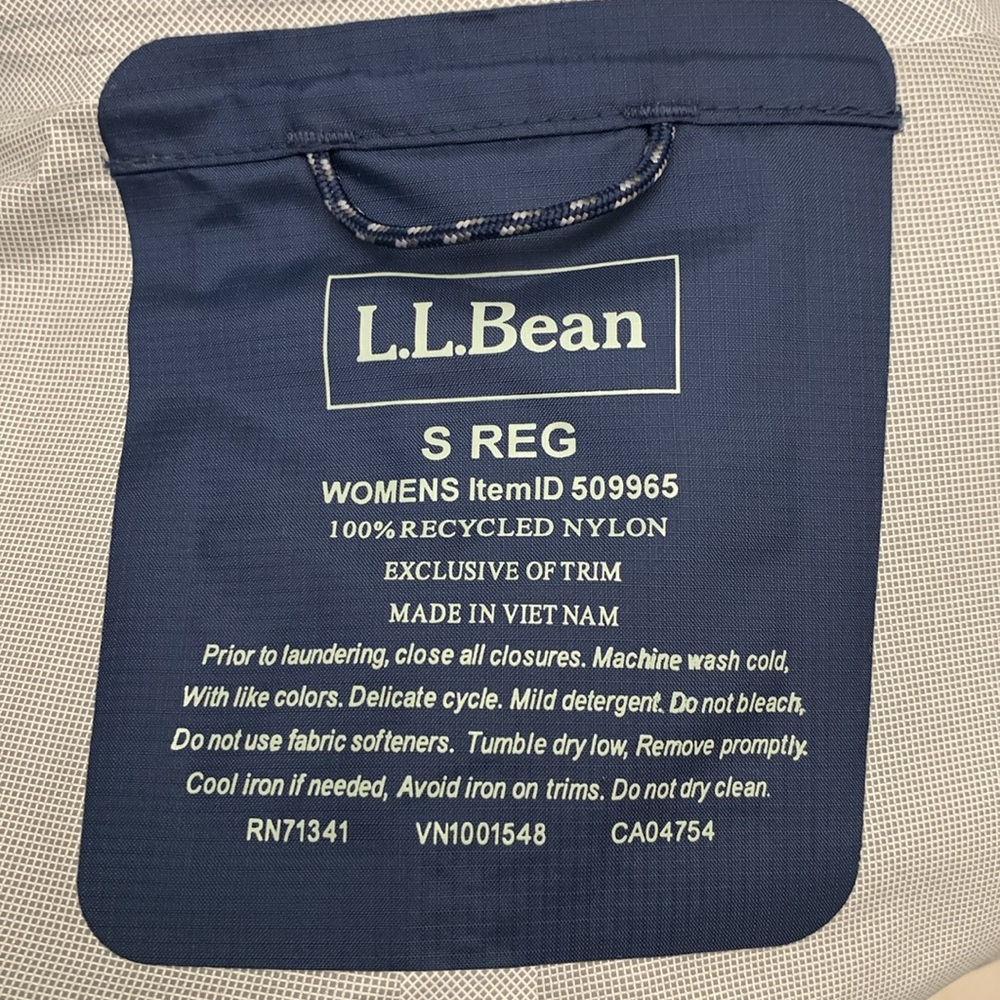 L.L.Bean
S REG
WOMENS ItemID 509965
100% RECYCLED NYLON
EXCLUSIVE OF TRIM
MADE IN VIET NAM
Prior to laundering, close all closures. Machine wash cold,
With like colors. Delicate cycle. Mild detergent. Do not bleach,
Do not use fabric softeners. Tumble dry low, Remove promptly.
Cool iron if needed, Avoid iron on trims. Do not dry clean.
RN71341 VN1001548 CA04754